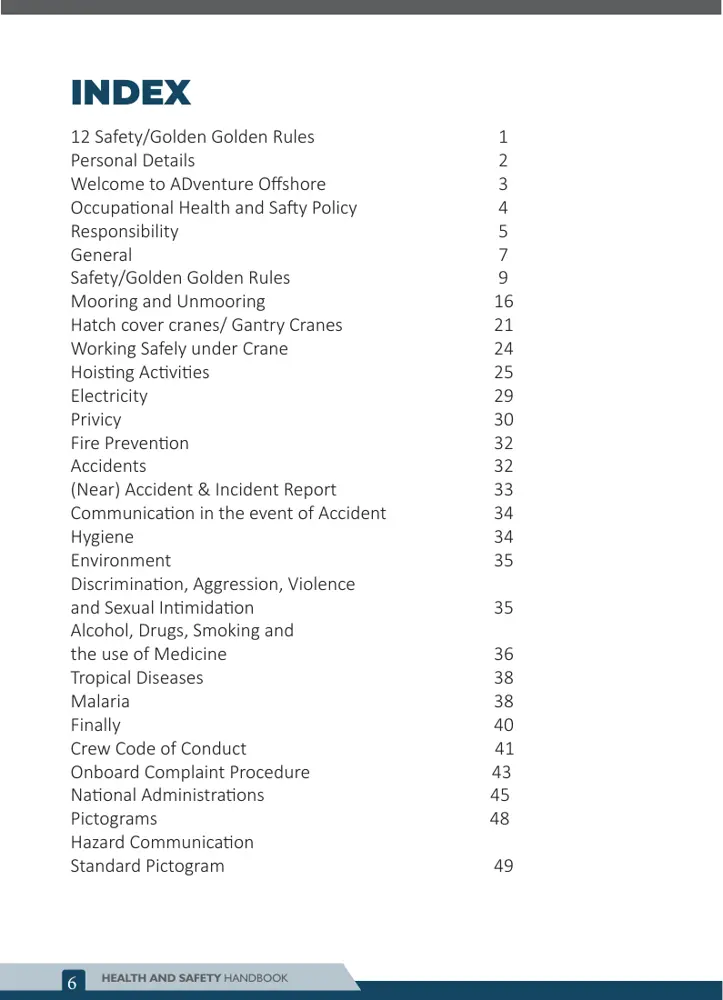 INDEX
12 Safety/Golden Golden Rules 1
Personal Details 2
Welcome to ADventure Offshore 3
Occupational Health and Safty Policy 4
Responsibility 5
General 7
Safety/Golden Golden Rules 9
Mooring and Unmooring 16
Hatch cover cranes/ Gantry Cranes 21
Working Safely under Crane 24
Hoisting Activities 25
Electricity 29
Privicy 30
Fire Prevention 32
Accidents 32
(Near) Accident & Incident Report 33
Communication in the event of Accident 34
Hygiene 34
Environment 35
Discrimination, Aggression, Violence
and Sexual Intimidation 35
Alcohol, Drugs, Smoking and
the use of Medicine 36
Tropical Diseases 38
Malaria 38
Finally 40
Crew Code of Conduct 41
Onboard Complaint Procedure 43
National Administrations 45
Pictograms 48
Hazard Communication
Standard Pictogram 49
6 HEALTH AND SAFETY HANDBOOK